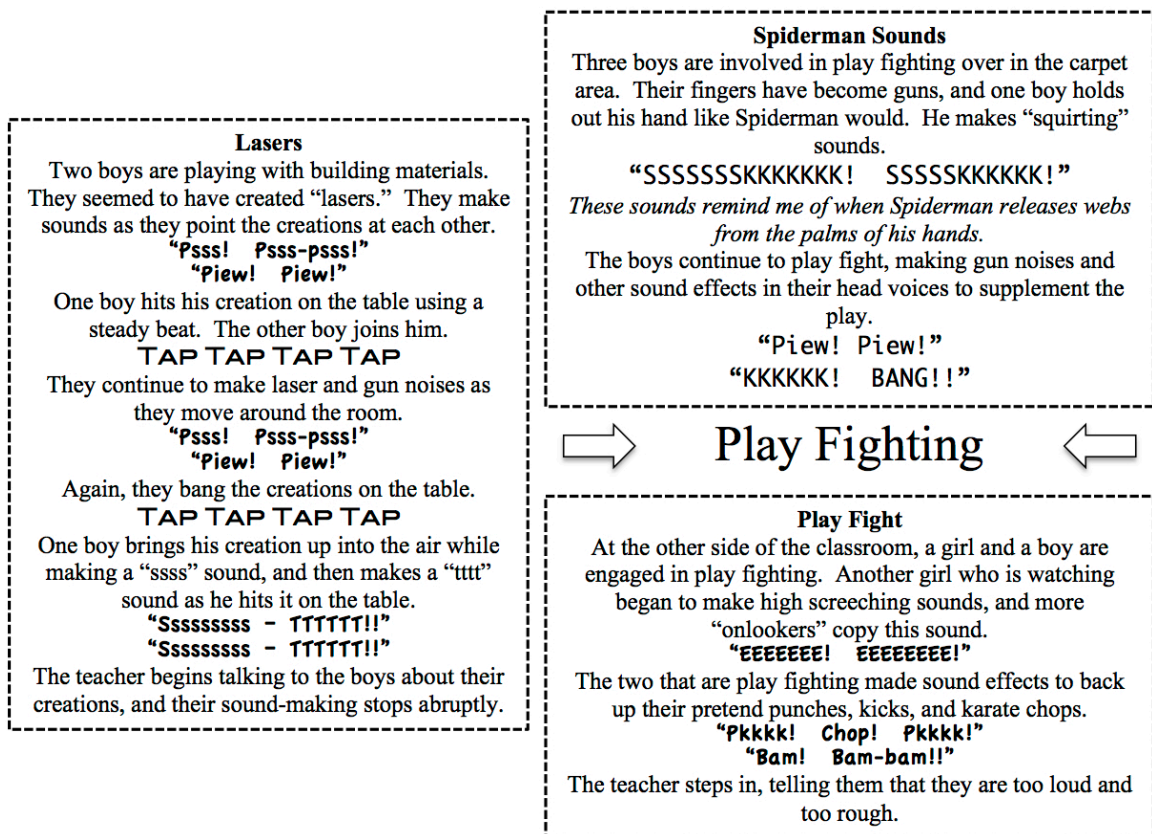 Lasers
Two boys are playing with building materials.
They seemed to have created “lasers.” They make
sounds as they point the creations at each other.
“Psss! Psss-psss!”
“Piew! Piew!”
One boy hits his creation on the table using a
steady beat. The other boy joins him.
TAP TAP TAP TAP
They continue to make laser and gun noises as
they move around the room.
“Psss! Psss-psss!”
“Piew! Piew!”
Again, they bang the creations on the table.
TAP TAP TAP TAP
One boy brings his creation up into the air while
making a “ssss” sound, and then makes a “tttt”
sound as he hits it on the table.
“Sssssssss – TTTTTT!!”
“Sssssssss – TTTTTT!!”
The teacher begins talking to the boys about their
creations, and their sound-making stops abruptly.
Spiderman Sounds
Three boys are involved in play fighting over in the carpet
area. Their fingers have become guns, and one boy holds
out his hand like Spiderman would. He makes “squirting”
sounds.
“SSSSSSSKKKKKKK! SSSSSKKKKKK!”
These sounds remind me of when Spiderman releases webs
from the palms of his hands.
The boys continue to play fight, making gun noises and
other sound effects in their head voices to supplement the
play.
“Piew! Piew!”
“KKKKKK! BANG!!”
Play Fighting
Play Fight
At the other side of the classroom, a girl and a boy are
engaged in play fighting. Another girl who is watching
began to make high screeching sounds, and more
“onlookers” copy this sound.
“EEEEEEE! EEEEEEEE!”
The two that are play fighting made sound effects to back
up their pretend punches, kicks, and karate chops.
“Pkkkk! Chop! Pkkkk!”
“Bam! Bam-bam!!”
The teacher steps in, telling them that they are too loud and
too rough.